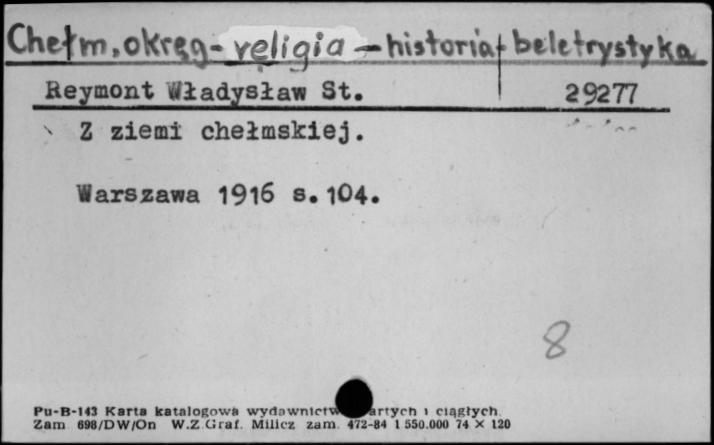 Chełm, okręg - religia - historia, beletrystyka
Reymont Władysław St. 29277
Z ziemi chełmskiej.
Warszawa 1916 s. 104.
8
Pu-B-143 Karta katalogowa wydawnictw artych i ciągłych.
Zam 698/DW/On W.Z.Graf. Milicz zam. 472-84 1 550.000 74 × 120